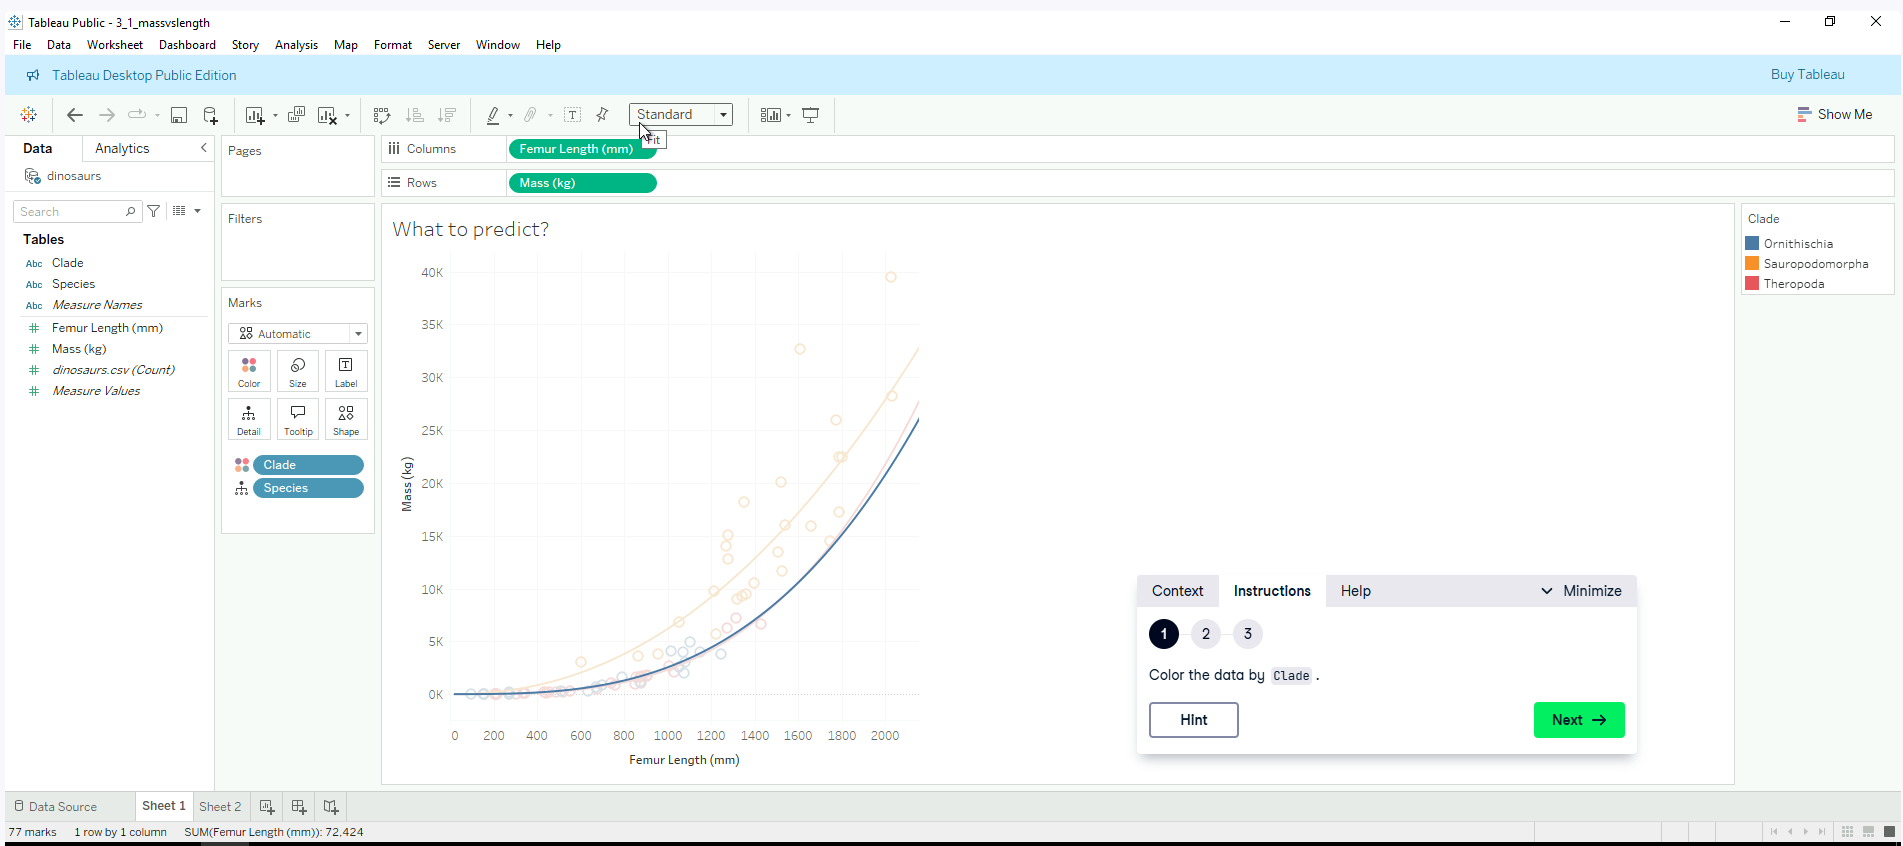 Tableau Public - 3_1_massvslength
File Data Worksheet Dashboard Story Analysis Map Format Server Window Help
Tableau Desktop Public Edition
Buy Tableau
Standard
Show Me
Fit
Data
Analytics
dinosaurs
Search
Tables
Abc Clade
Abc Species
Abc Measure Names
# Femur Length (mm)
# Mass (kg)
# dinosaurs.csv (Count)
# Measure Values
Pages
Filters
Marks
Automatic
Color
Size
Label
Detail
Tooltip
Shape
Clade
Species
Columns
Femur Length (mm)
Rows
Mass (kg)
What to predict?
40K
35K
30K
25K
20K
15K
10K
5K
0K
Mass (kg)
0 200 400 600 800 1000 1200 1400 1600 1800 2000
Femur Length (mm)
Clade
Ornithischia
Sauropodomorpha
Theropoda
Context
Instructions
Help
Minimize
1 2 3
Color the data by Clade .
Hint
Next
Data Source
Sheet 1
Sheet 2
77 marks
1 row by 1 column
SUM(Femur Length (mm)): 72,424